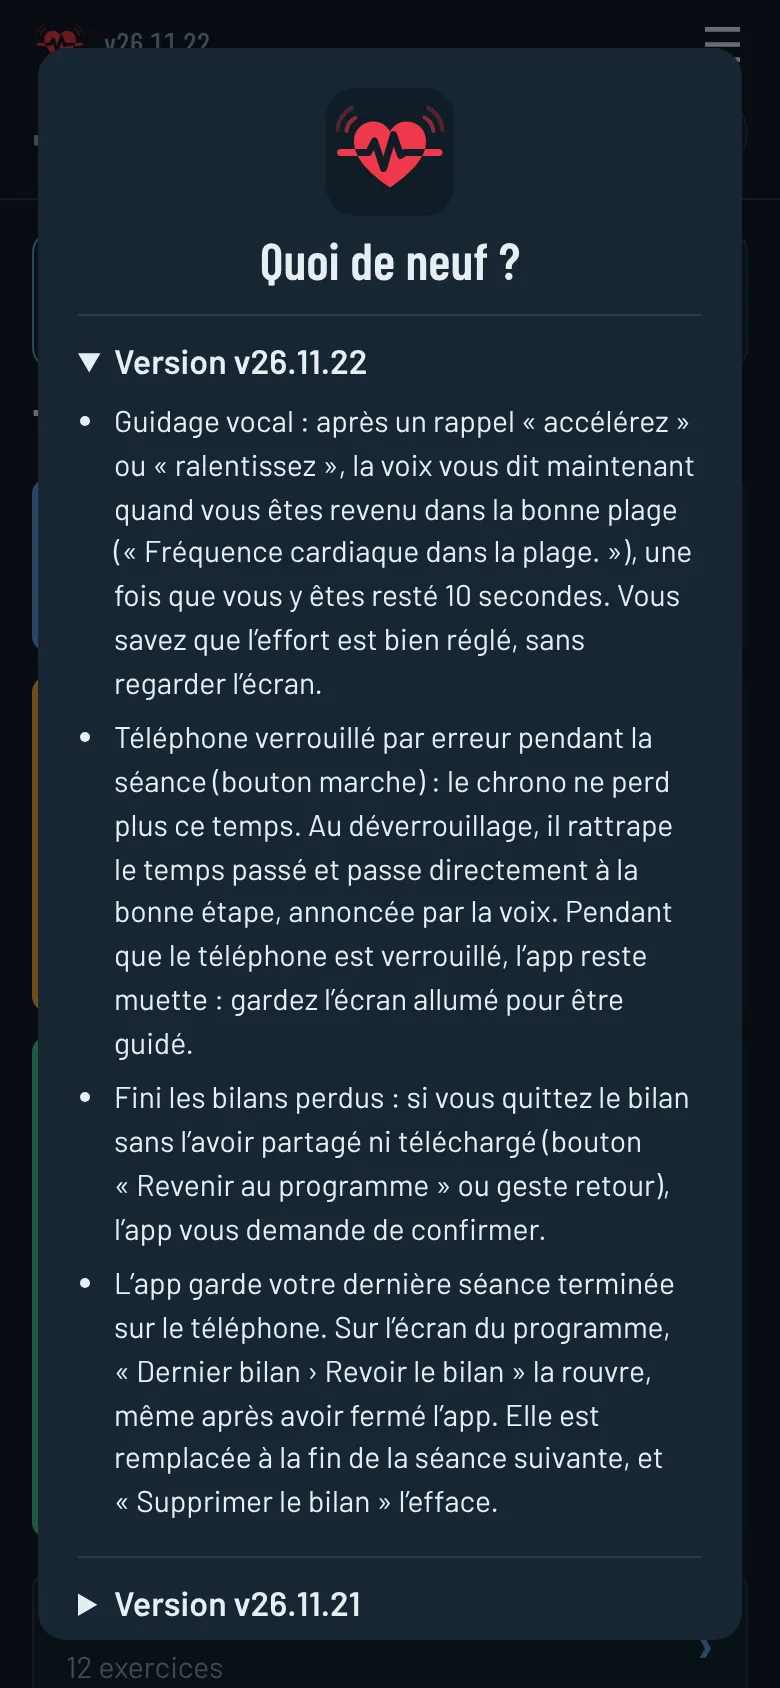 v26.11.22
Quoi de neuf ?
▼ Version v26.11.22
• Guidage vocal : après un rappel « accélérez »
ou « ralentissez », la voix vous dit maintenant
quand vous êtes revenu dans la bonne plage
(« Fréquence cardiaque dans la plage. »), une
fois que vous y êtes resté 10 secondes. Vous
savez que l’effort est bien réglé, sans
regarder l’écran.
• Téléphone verrouillé par erreur pendant la
séance (bouton marche) : le chrono ne perd
plus ce temps. Au déverrouillage, il rattrape
le temps passé et passe directement à la
bonne étape, annoncée par la voix. Pendant
que le téléphone est verrouillé, l’app reste
muette : gardez l’écran allumé pour être
guidé.
• Fini les bilans perdus : si vous quittez le bilan
sans l’avoir partagé ni téléchargé (bouton
« Revenir au programme » ou geste retour),
l’app vous demande de confirmer.
• L’app garde votre dernière séance terminée
sur le téléphone. Sur l’écran du programme,
« Dernier bilan › Revoir le bilan » la rouvre,
même après avoir fermé l’app. Elle est
remplacée à la fin de la séance suivante, et
« Supprimer le bilan » l’efface.
▶ Version v26.11.21
12 exercices